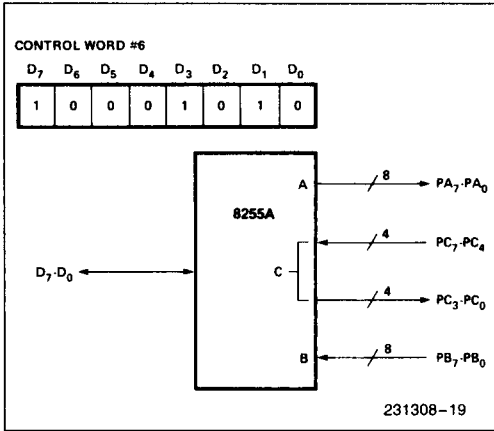 CONTROL WORD #6
D7 D6 D5 D4 D3 D2 D1 D0
1 0 0 0 1 0 1 0
8255A
A 8 PA7-PA0
4 PC7-PC4
D7-D0 C
4 PC3-PC0
B 8 PB7-PB0
231308-19